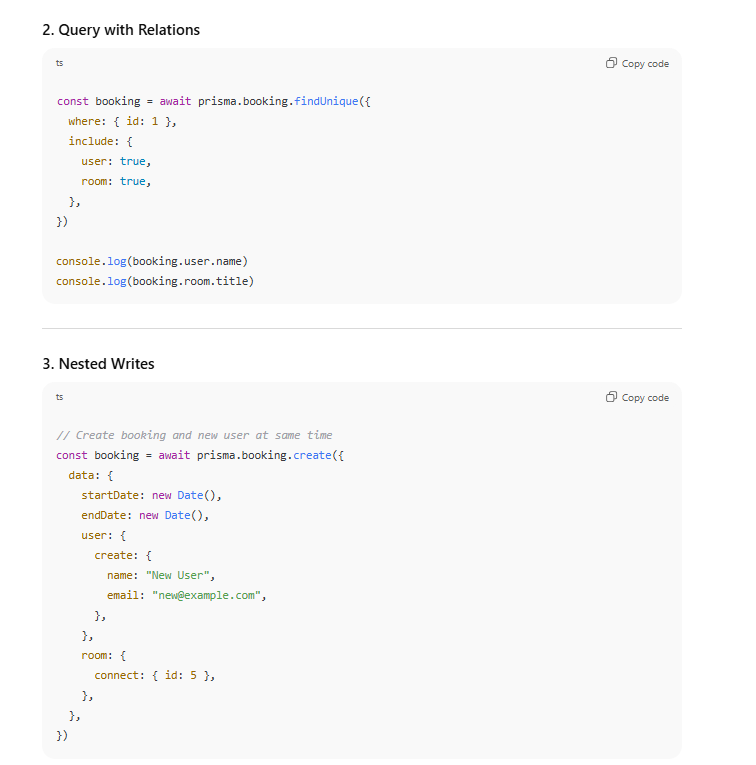 2. Query with Relations
ts
Copy code
const booking = await prisma.booking.findUnique({
  where: { id: 1 },
  include: {
    user: true,
    room: true,
  },
})
console.log(booking.user.name)
console.log(booking.room.title)
3. Nested Writes
ts
Copy code
// Create booking and new user at same time
const booking = await prisma.booking.create({
  data: {
    startDate: new Date(),
    endDate: new Date(),
    user: {
      create: {
        name: "New User",
        email: "new@example.com",
      },
    },
    room: {
      connect: { id: 5 },
    },
  },
})